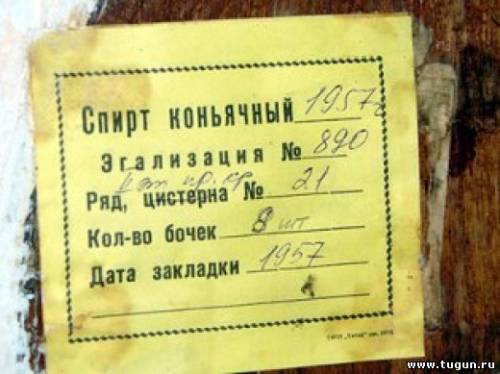 Спирт коньячный 1957г
Эгализация № 890
Ряд, цистерна № 21
Кол-во бочек 8 шт
Дата закладки 1957
www.tugun.ru